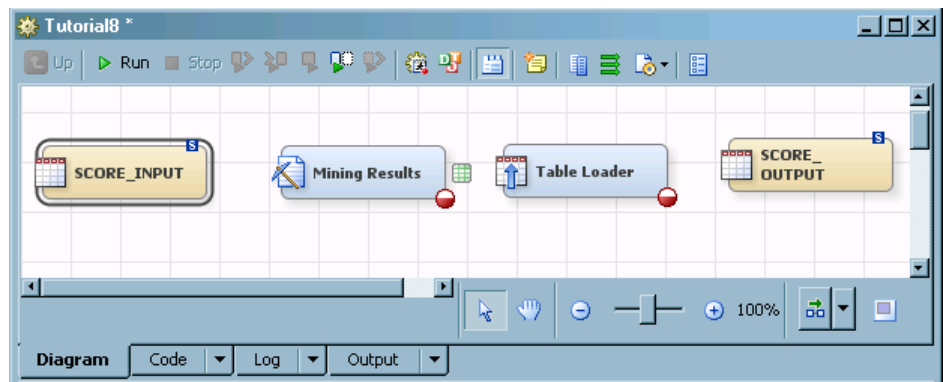 Tutorial8 *
Up Run Stop
SCORE_INPUT
S
Mining Results
Table Loader
SCORE_
OUTPUT
S
100%
Diagram Code Log Output